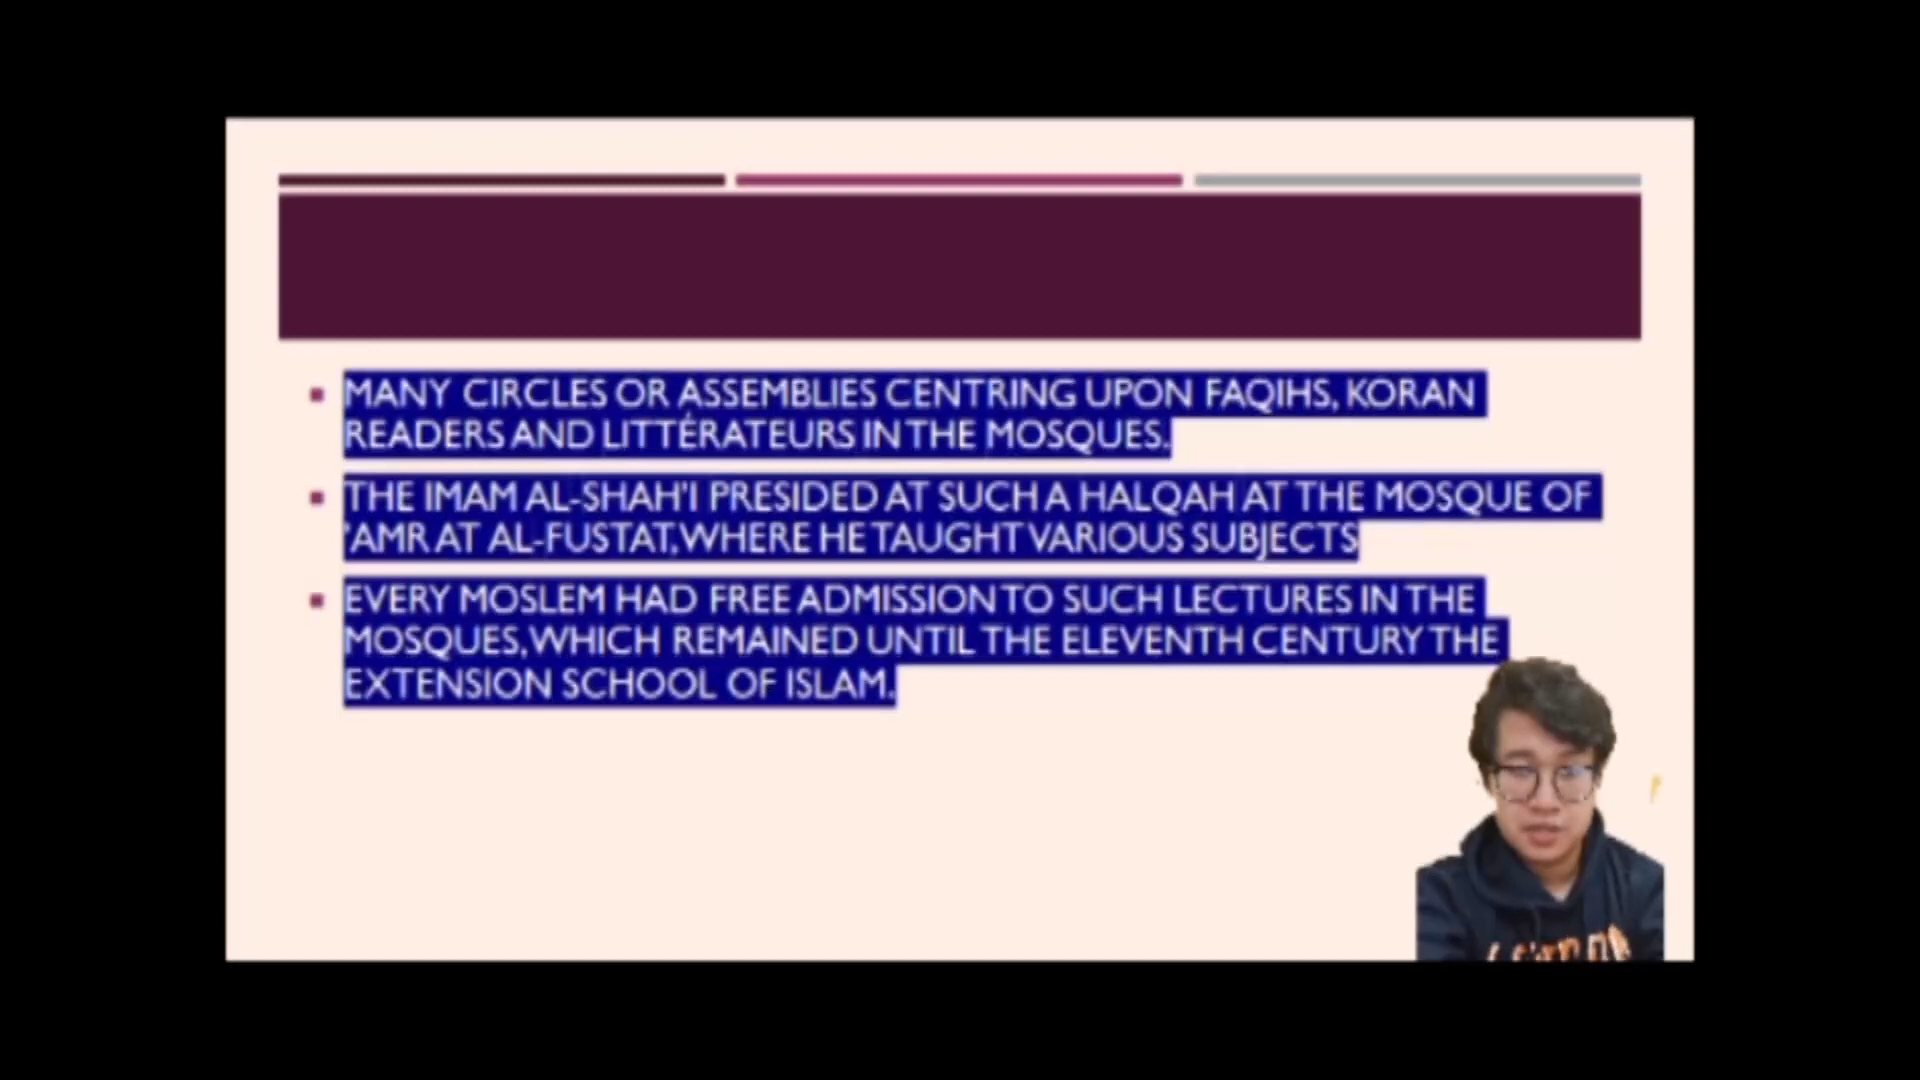 MANY CIRCLES OR ASSEMBLIES CENTRING UPON FAQIHS, KORAN
READERS AND LITTÉRATEURS IN THE MOSQUES.
THE IMAM AL-SHAH'I PRESIDED AT SUCH A HALQAH AT THE MOSQUE OF
'AMR AT AL-FUSTAT, WHERE HE TAUGHT VARIOUS SUBJECTS
EVERY MOSLEM HAD FREE ADMISSION TO SUCH LECTURES IN THE
MOSQUES, WHICH REMAINED UNTIL THE ELEVENTH CENTURY THE
EXTENSION SCHOOL OF ISLAM.